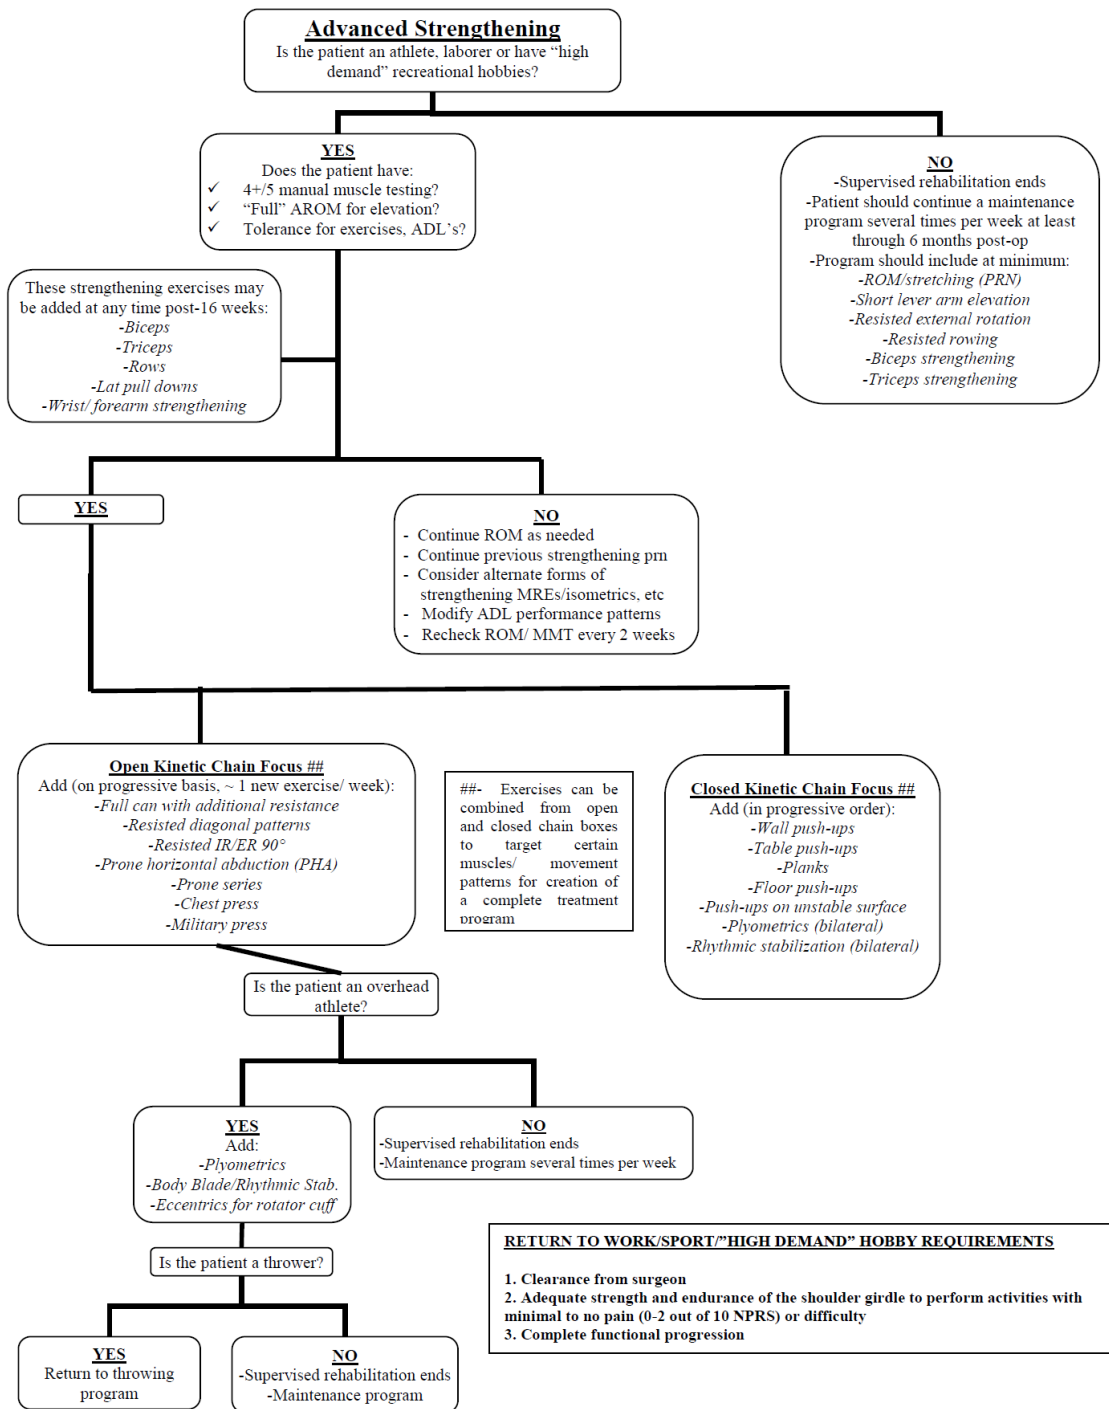 Advanced Strengthening
Is the patient an athlete, laborer or have “high
demand” recreational hobbies?
YES
Does the patient have:
✓ 4+/5 manual muscle testing?
✓ “Full” AROM for elevation?
✓ Tolerance for exercises, ADL’s?
NO
-Supervised rehabilitation ends
-Patient should continue a maintenance
program several times per week at least
through 6 months post-op
-Program should include at minimum:
-ROM/stretching (PRN)
-Short lever arm elevation
-Resisted external rotation
-Resisted rowing
-Biceps strengthening
-Triceps strengthening
These strengthening exercises may
be added at any time post-16 weeks:
-Biceps
-Triceps
-Rows
-Lat pull downs
-Wrist/ forearm strengthening
YES
NO
- Continue ROM as needed
- Continue previous strengthening prn
- Consider alternate forms of
strengthening MREs/isometrics, etc
- Modify ADL performance patterns
- Recheck ROM/ MMT every 2 weeks
Open Kinetic Chain Focus ##
Add (on progressive basis, ~ 1 new exercise/ week):
-Full can with additional resistance
-Resisted diagonal patterns
-Resisted IR/ER 90°
-Prone horizontal abduction (PHA)
-Prone series
-Chest press
-Military press
##- Exercises can be
combined from open
and closed chain boxes
to target certain
muscles/ movement
patterns for creation of
a complete treatment
program
Closed Kinetic Chain Focus ##
Add (in progressive order):
-Wall push-ups
-Table push-ups
-Planks
-Floor push-ups
-Push-ups on unstable surface
-Plyometrics (bilateral)
-Rhythmic stabilization (bilateral)
Is the patient an overhead
athlete?
YES
Add:
-Plyometrics
-Body Blade/Rhythmic Stab.
-Eccentrics for rotator cuff
NO
-Supervised rehabilitation ends
-Maintenance program several times per week
Is the patient a thrower?
YES
Return to throwing
program
NO
-Supervised rehabilitation ends
-Maintenance program
RETURN TO WORK/SPORT/”HIGH DEMAND” HOBBY REQUIREMENTS
1. Clearance from surgeon
2. Adequate strength and endurance of the shoulder girdle to perform activities with
minimal to no pain (0-2 out of 10 NPRS) or difficulty
3. Complete functional progression